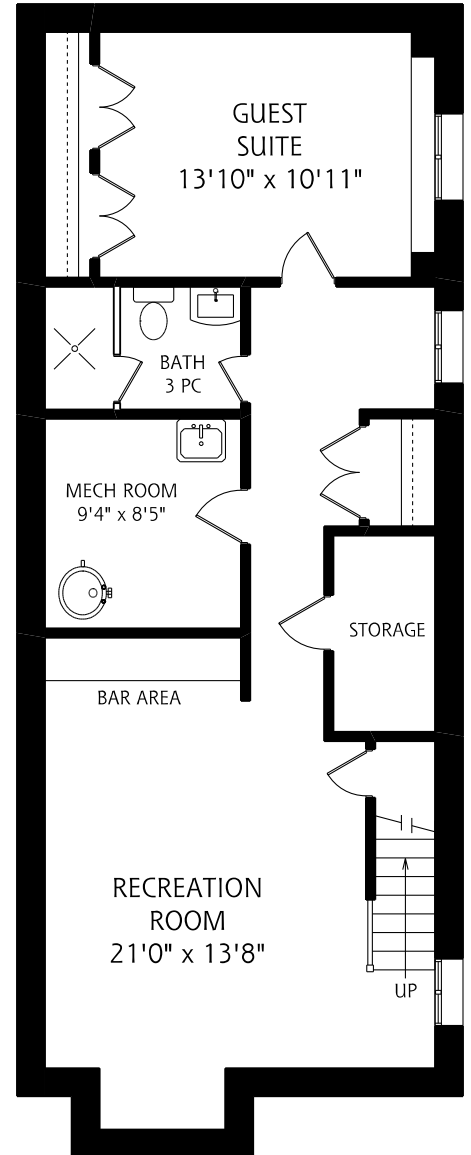 GUEST
SUITE
13'10" x 10'11"
BATH
3 PC
MECH ROOM
9'4" x 8'5"
STORAGE
BAR AREA
RECREATION
ROOM
21'0" x 13'8"
UP